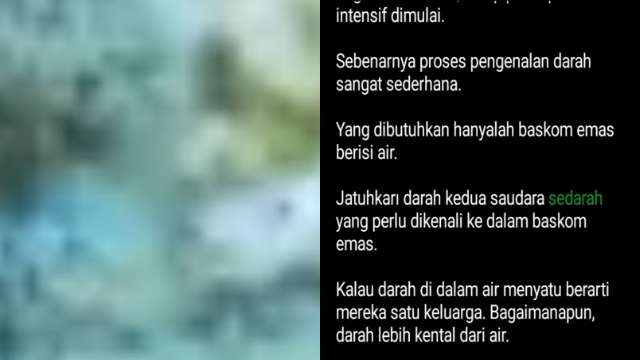 intensif dimulai.
Sebenarnya proses pengenalan darah
sangat sederhana.
Yang dibutuhkan hanyalah baskom emas
berisi air.
Jatuhkan darah kedua saudara sedarah
yang perlu dikenali ke dalam baskom
emas.
Kalau darah di dalam air menyatu berarti
mereka satu keluarga. Bagaimanapun,
darah lebih kental dari air.